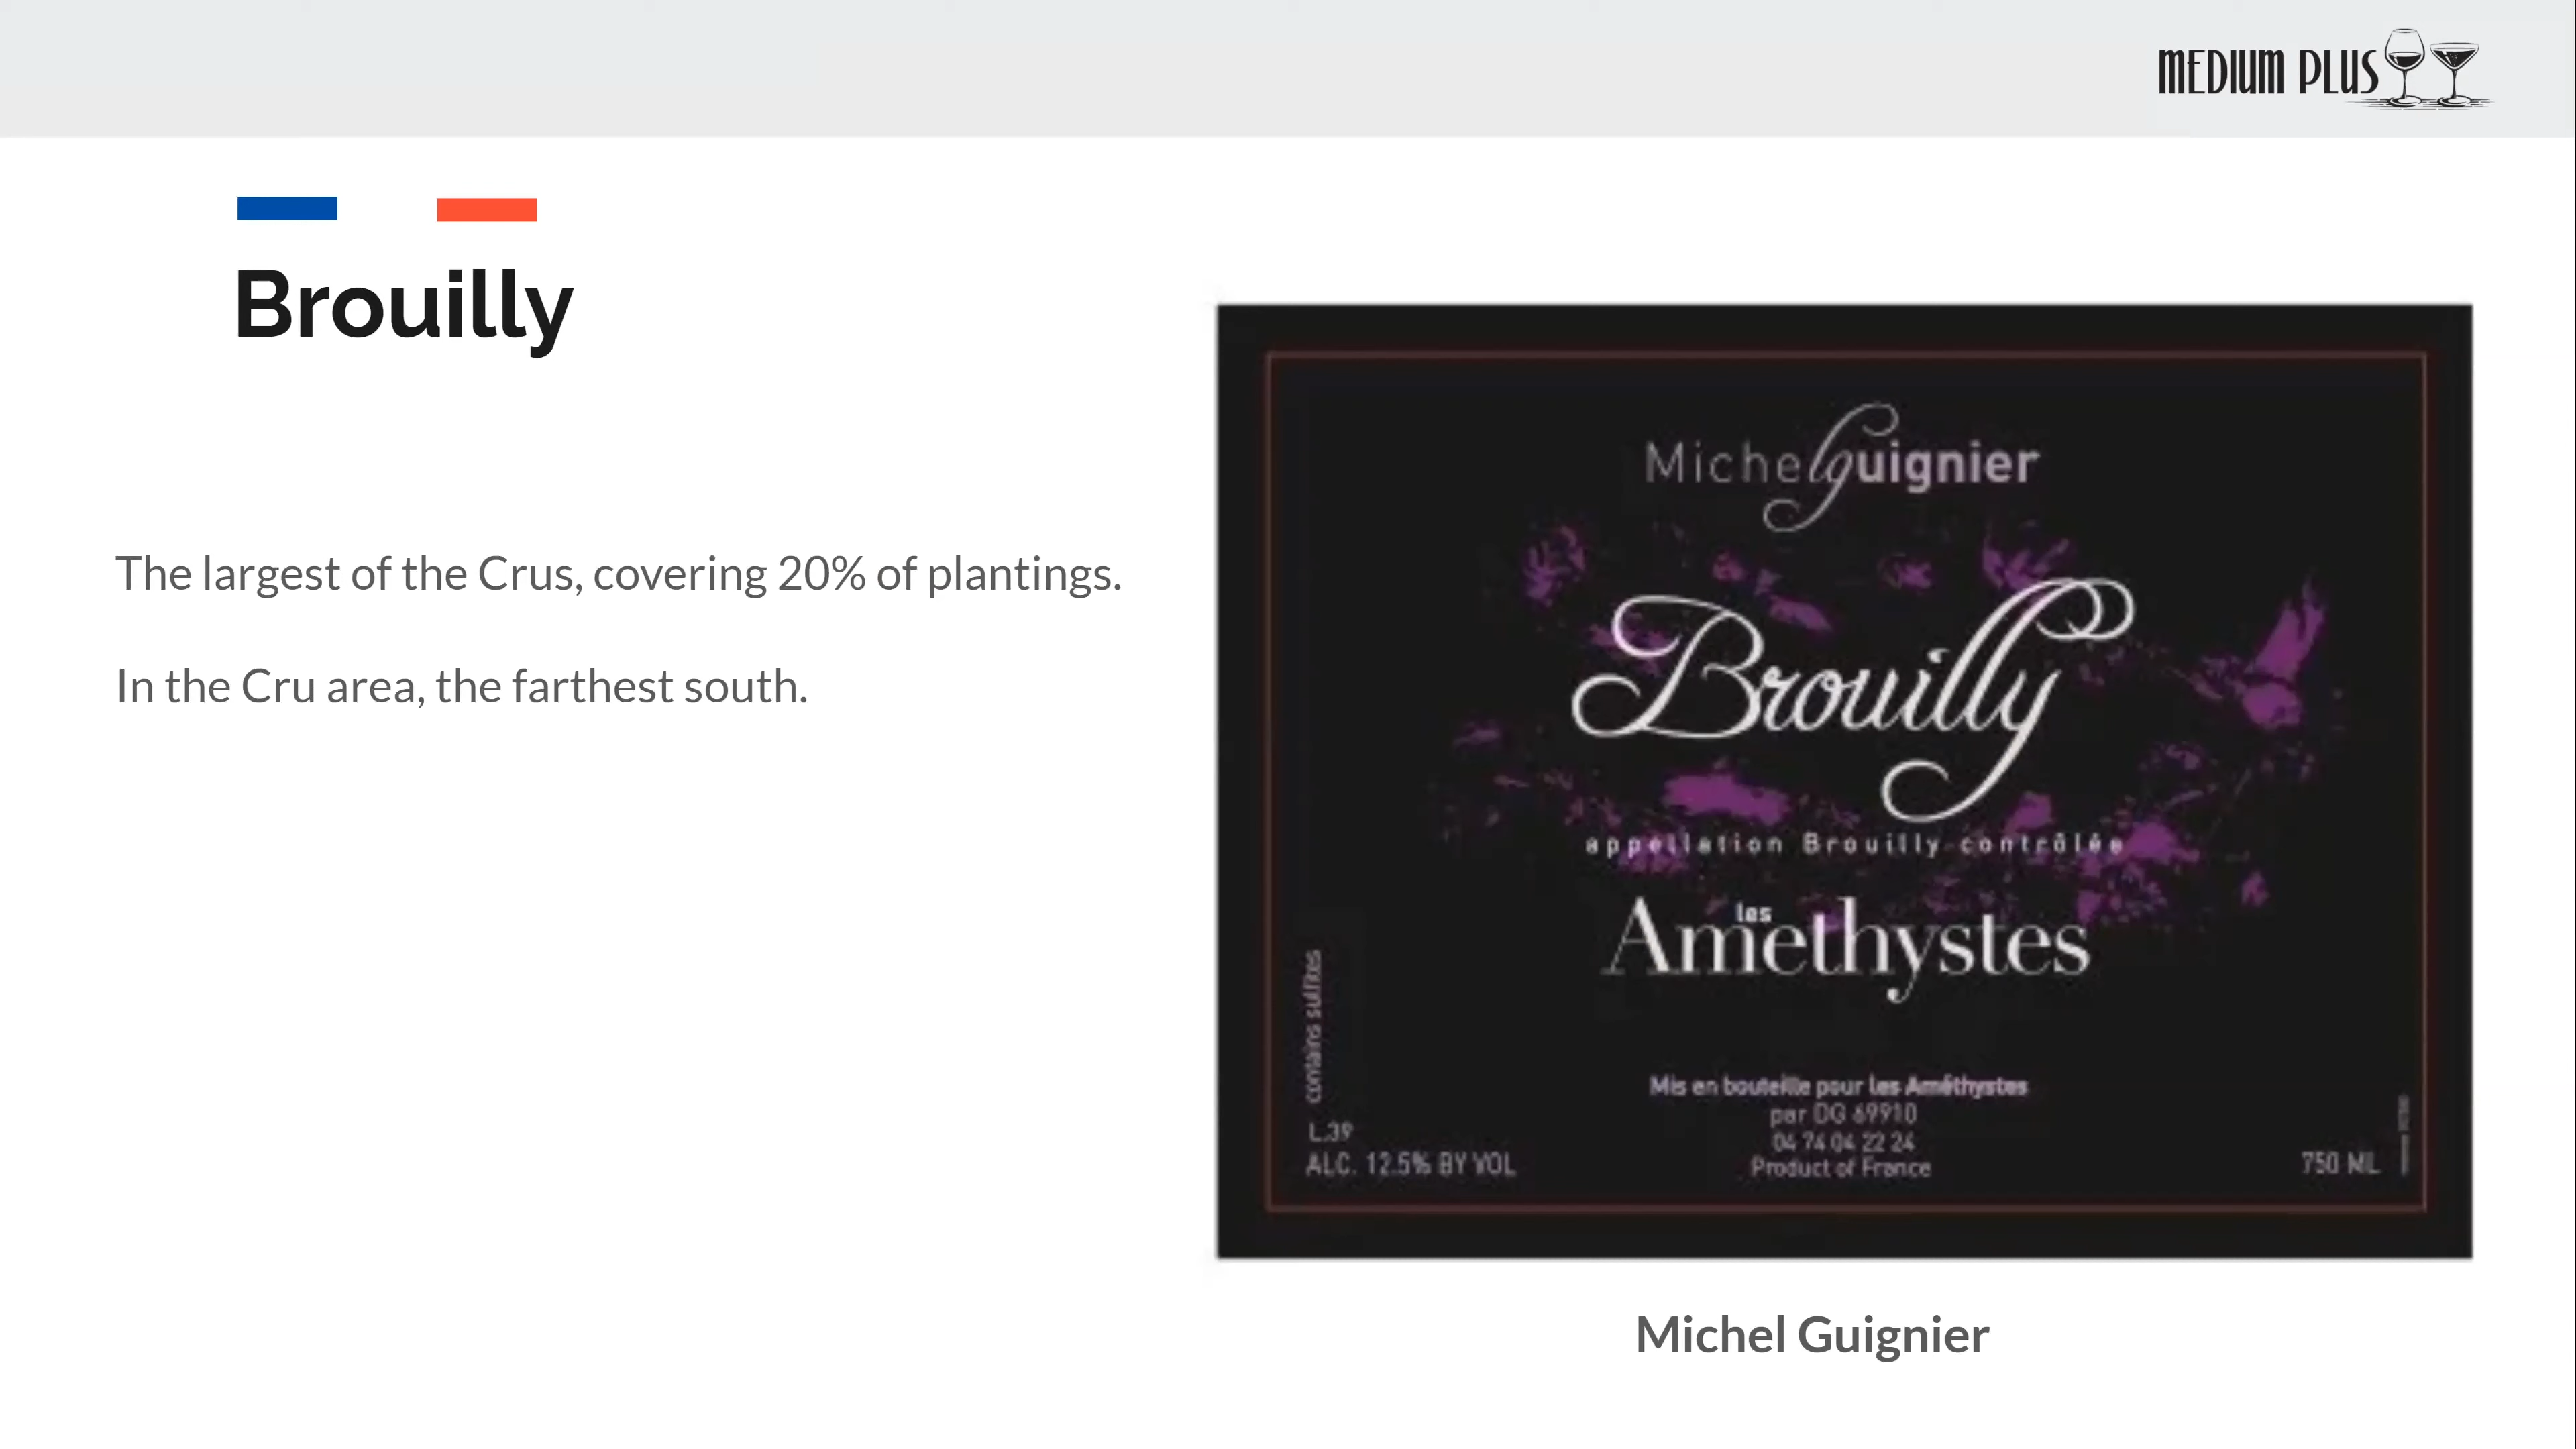 MEDIUM PLUS
Brouilly
The largest of the Crus, covering 20% of plantings.
In the Cru area, the farthest south.
Michel guignier
Brouilly
appellation Brouilly contrôlée
les
Amethystes
contains sulfites
Mis en bouteille pour les Améthystes
par DG 69910
04 74 04 22 24
Product of France
L.39
ALC. 12.5% BY VOL
750 ML
Michel Guignier